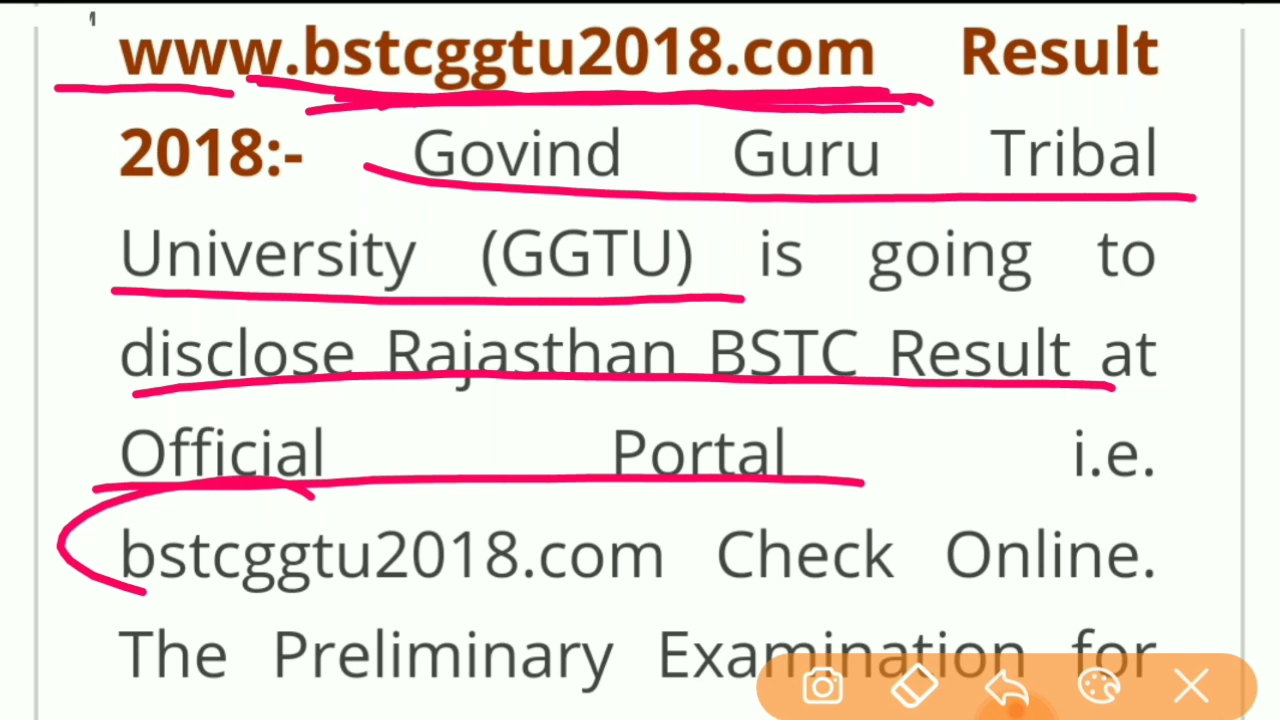 www.bstcggtu2018.com Result
2018:- Govind Guru Tribal
University (GGTU) is going to
disclose Rajasthan BSTC Result at
Official Portal i.e.
bstcggtu2018.com Check Online.
The Preliminary Examination for